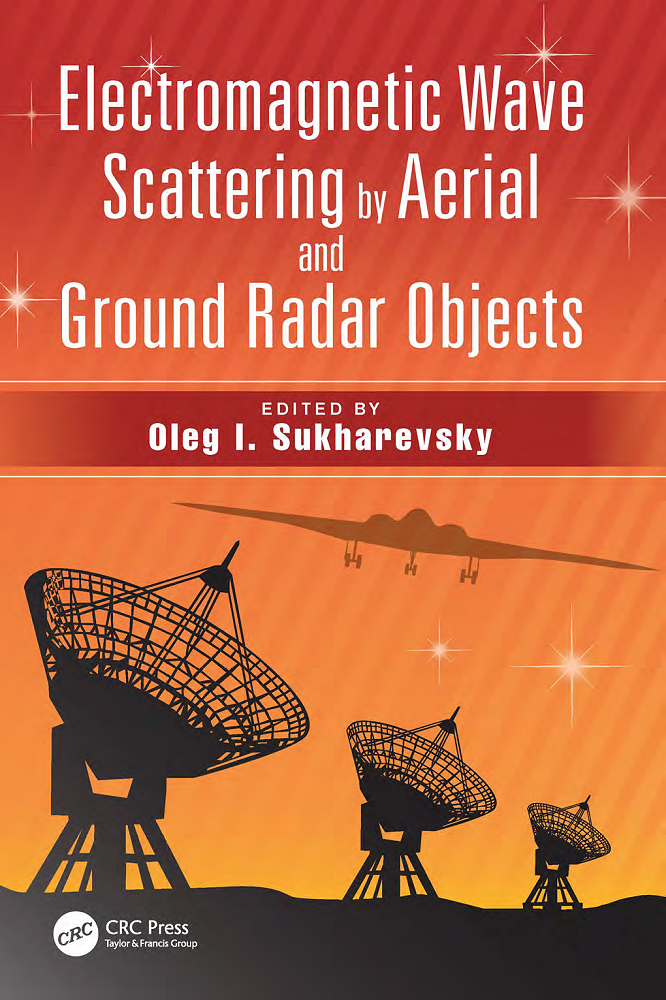 Electromagnetic Wave
Scattering by Aerial
and
Ground Radar Objects
EDITED BY
Oleg I. Sukharevsky
CRC
CRC Press
Taylor & Francis Group